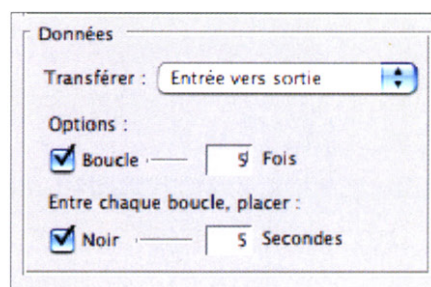 Données
Transférer : Entrée vers sortie
Options :
Boucle 5 Fois
Entre chaque boucle, placer :
Noir 5 Secondes